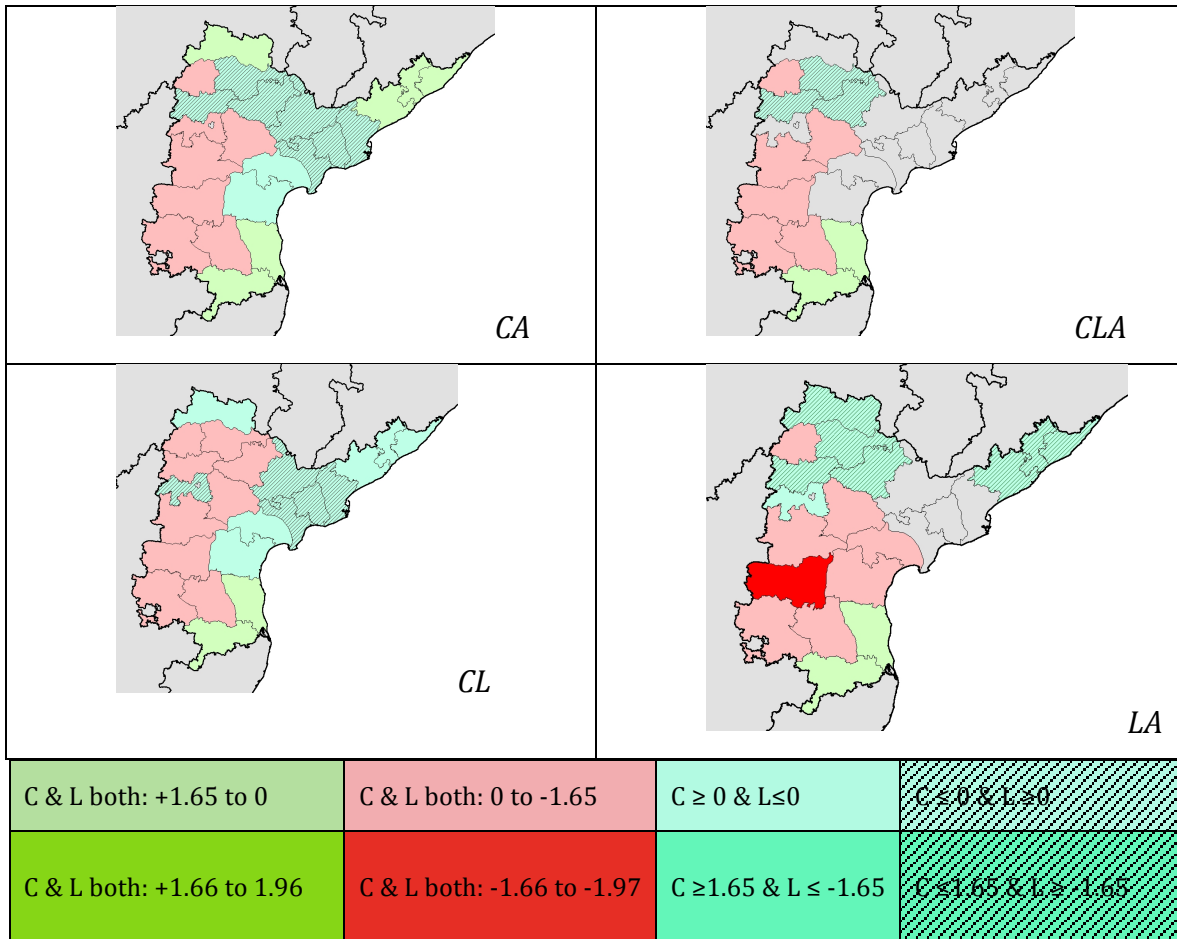 CA
CLA
CL
LA
C & L both: +1.65 to 0
C & L both: 0 to -1.65
C ≥ 0 & L≤0
C ≤ 0 & L ≥0
C & L both: +1.66 to 1.96
C & L both: -1.66 to -1.97
C ≥1.65 & L ≤ -1.65
C ≤1.65 & L ≥ -1.65